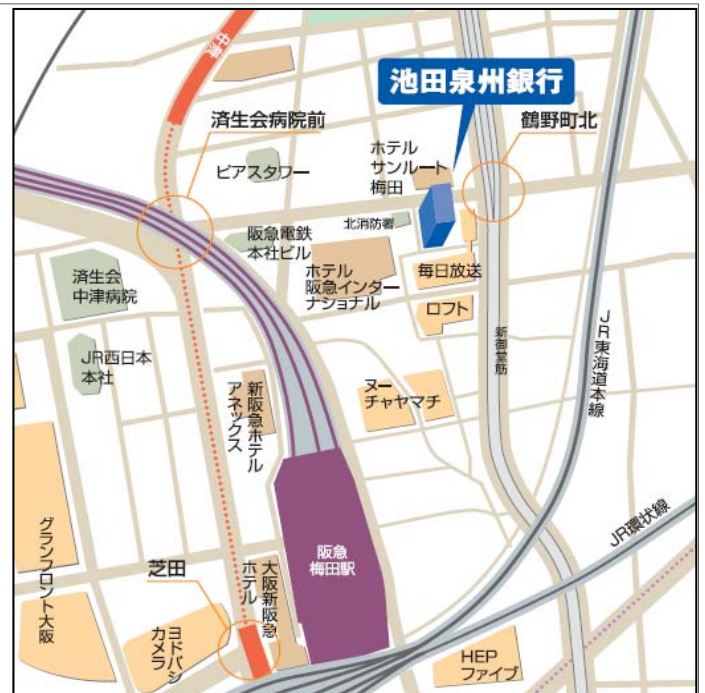 中津
池田泉州銀行
済生会病院前
鶴野町北
ホテル
サンルート
梅田
ピアスタワー
北消防署
阪急電鉄
本社ビル
ホテル
阪急インター
ナショナル
毎日放送
ロフト
済生会
中津病院
JR西日本
本社
新御堂筋
JR東海道本線
新阪急ホテル
アネックス
ヌー
チャヤマチ
グランフロント大阪
芝田
阪急
梅田駅
大阪新阪急
ホテル
JR環状線
ヨドバシ
カメラ
HEP
ファイブ